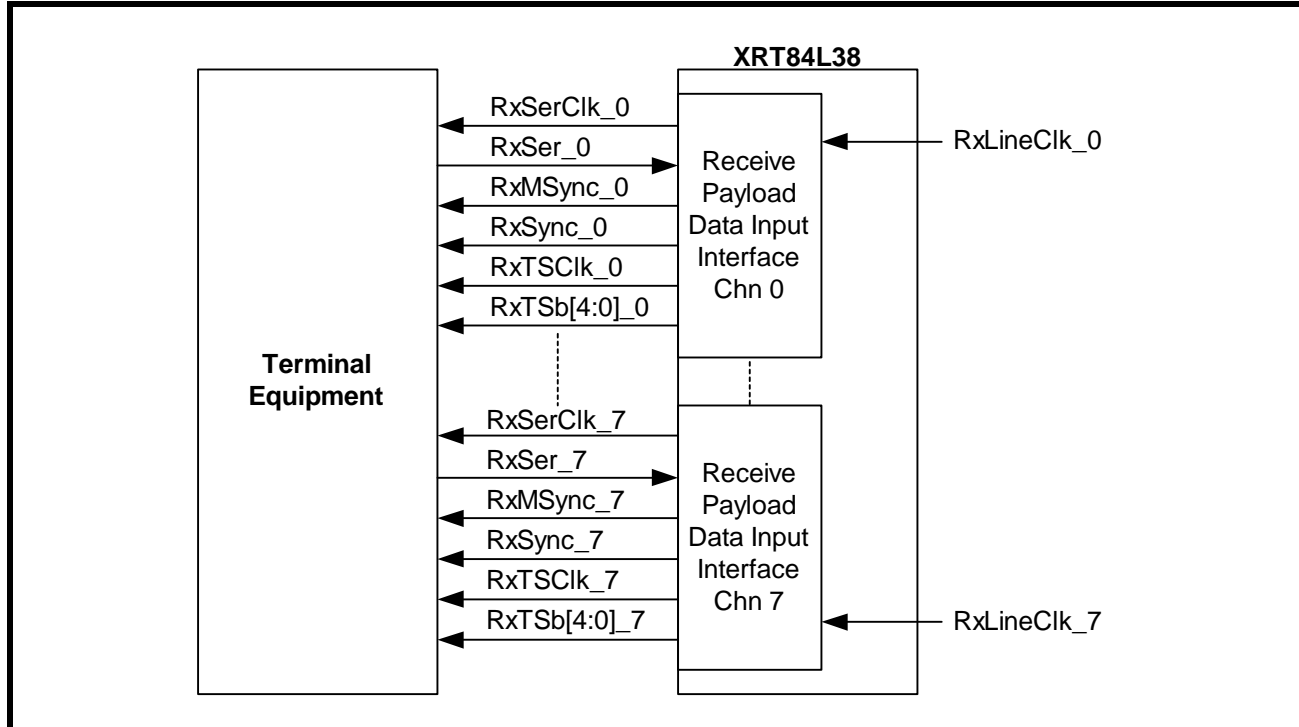 XRT84L38
RxSerClk_0
RxSer_0
RxMSync_0
RxSync_0
RxTSClk_0
RxTSb[4:0]_0
Receive
Payload
Data Input
Interface
Chn 0
RxLineClk_0
Terminal
Equipment
RxSerClk_7
RxSer_7
RxMSync_7
RxSync_7
RxTSClk_7
RxTSb[4:0]_7
Receive
Payload
Data Input
Interface
Chn 7
RxLineClk_7